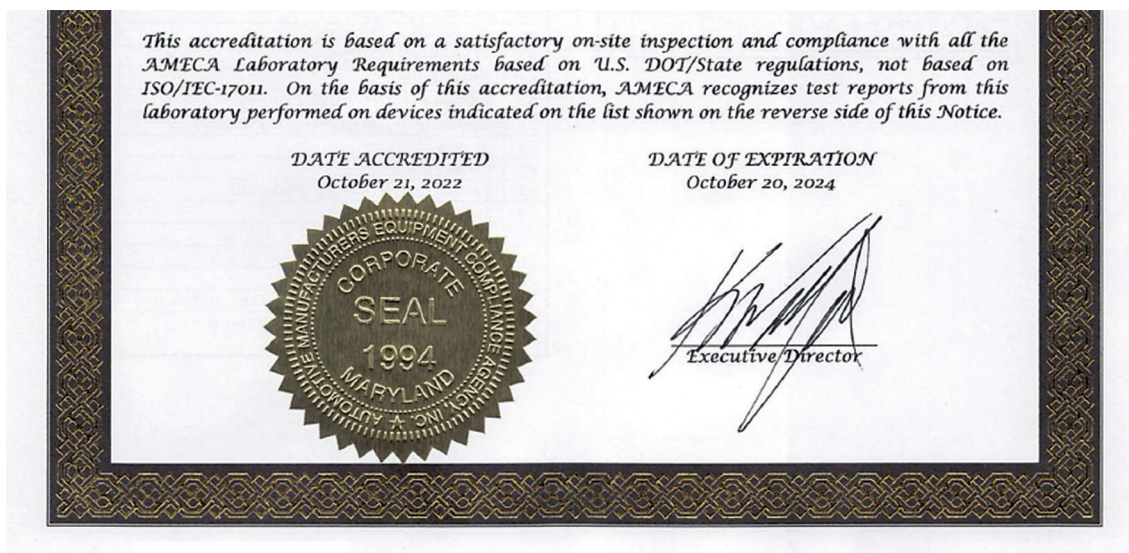 This accreditation is based on a satisfactory on-site inspection and compliance with all the
AMECA Laboratory Requirements based on U.S. DOT/State regulations, not based on
ISO/IEC-17011. On the basis of this accreditation, AMECA recognizes test reports from this
laboratory performed on devices indicated on the list shown on the reverse side of this Notice.
DATE ACCREDITED
October 21, 2022
DATE OF EXPIRATION
October 20, 2024
AUTOMOTIVE MANUFACTURERS EQUIPMENT COMPLIANCE AGENCY, INC.
CORPORATE
SEAL
1994
MARYLAND
Executive Director